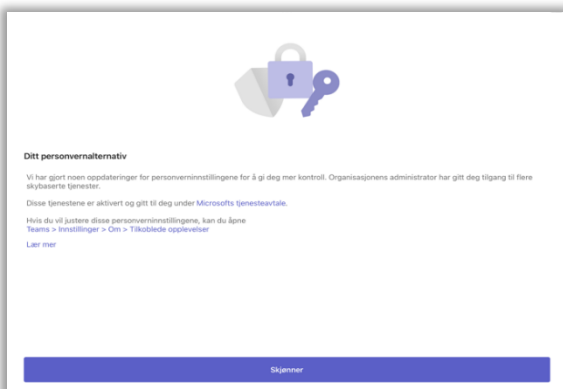 Ditt personvernalternativ
Vi har gjort noen oppdateringer for personverninnstillingene for å gi deg mer kontroll. Organisasjonens administrator har gitt deg tilgang til flere
skybaserte tjenester.
Disse tjenestene er aktivert og gitt til deg under Microsofts tjenesteavtale.
Hvis du vil justere disse personverninnstillingene, kan du åpne
Teams > Innstillinger > Om > Tilkoblede opplevelser
Lær mer
Skjønner